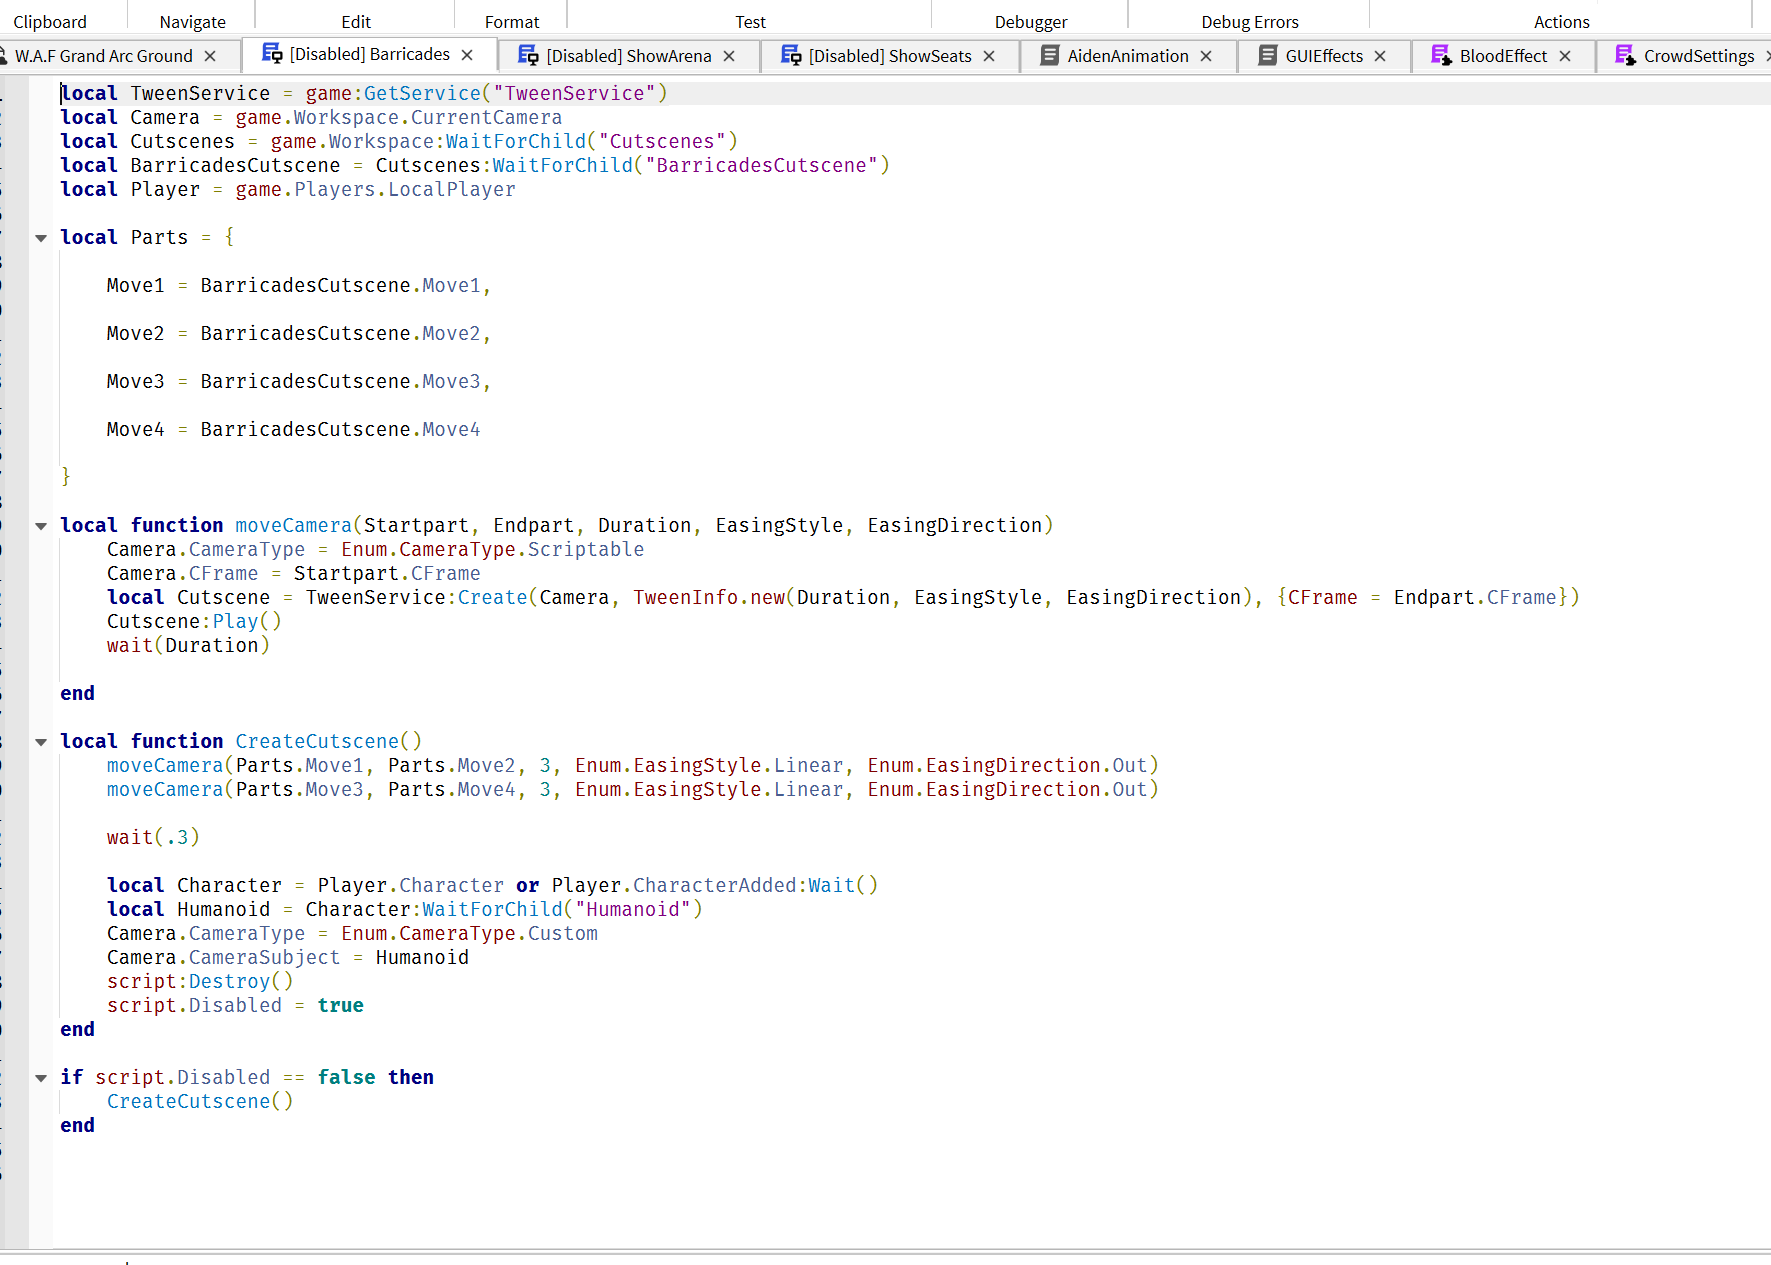 Clipboard Navigate Edit Format Test Debugger Debug Errors Actions
W.A.F Grand Arc Ground [Disabled] Barricades [Disabled] ShowArena [Disabled] ShowSeats AidenAnimation GUIEffects BloodEffect CrowdSettings
local TweenService = game:GetService("TweenService")
local Camera = game.Workspace.CurrentCamera
local Cutscenes = game.Workspace:WaitForChild("Cutscenes")
local BarricadesCutscene = Cutscenes:WaitForChild("BarricadesCutscene")
local Player = game.Players.LocalPlayer
local Parts = {
Move1 = BarricadesCutscene.Move1,
Move2 = BarricadesCutscene.Move2,
Move3 = BarricadesCutscene.Move3,
Move4 = BarricadesCutscene.Move4
}
local function moveCamera(Startpart, Endpart, Duration, EasingStyle, EasingDirection)
Camera.CameraType = Enum.CameraType.Scriptable
Camera.CFrame = Startpart.CFrame
local Cutscene = TweenService:Create(Camera, TweenInfo.new(Duration, EasingStyle, EasingDirection), {CFrame = Endpart.CFrame})
Cutscene:Play()
wait(Duration)
end
local function CreateCutscene()
moveCamera(Parts.Move1, Parts.Move2, 3, Enum.EasingStyle.Linear, Enum.EasingDirection.Out)
moveCamera(Parts.Move3, Parts.Move4, 3, Enum.EasingStyle.Linear, Enum.EasingDirection.Out)
wait(.3)
local Character = Player.Character or Player.CharacterAdded:Wait()
local Humanoid = Character:WaitForChild("Humanoid")
Camera.CameraType = Enum.CameraType.Custom
Camera.CameraSubject = Humanoid
script:Destroy()
script.Disabled = true
end
if script.Disabled == false then
CreateCutscene()
end